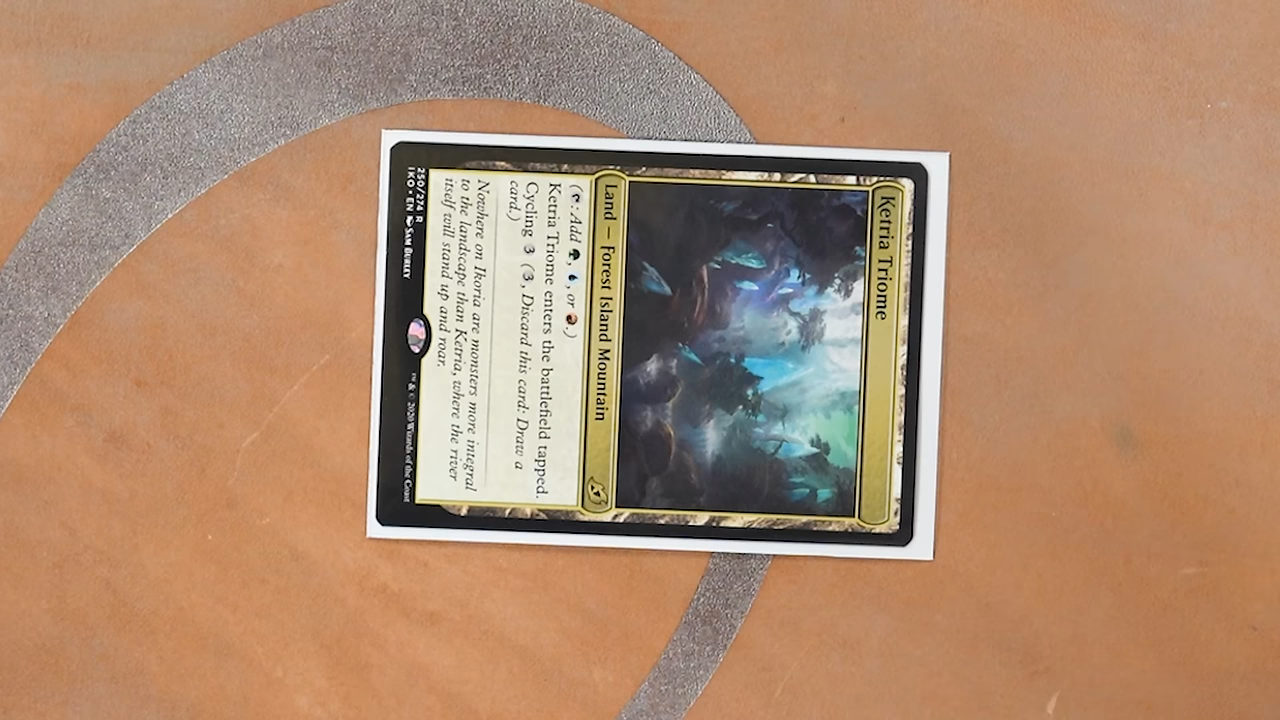 Ketria Triome
Land — Forest Island Mountain
( : Add , , or .)
Ketria Triome enters the battlefield tapped.
Cycling 3 (3, Discard this card: Draw a
card.)
Nowhere on Ikoria are monsters more integral
to the landscape than Ketria, where the river
itself will stand up and roar.
250/274 R
IKO • EN Sam Burley
™ & © 2020 Wizards of the Coast